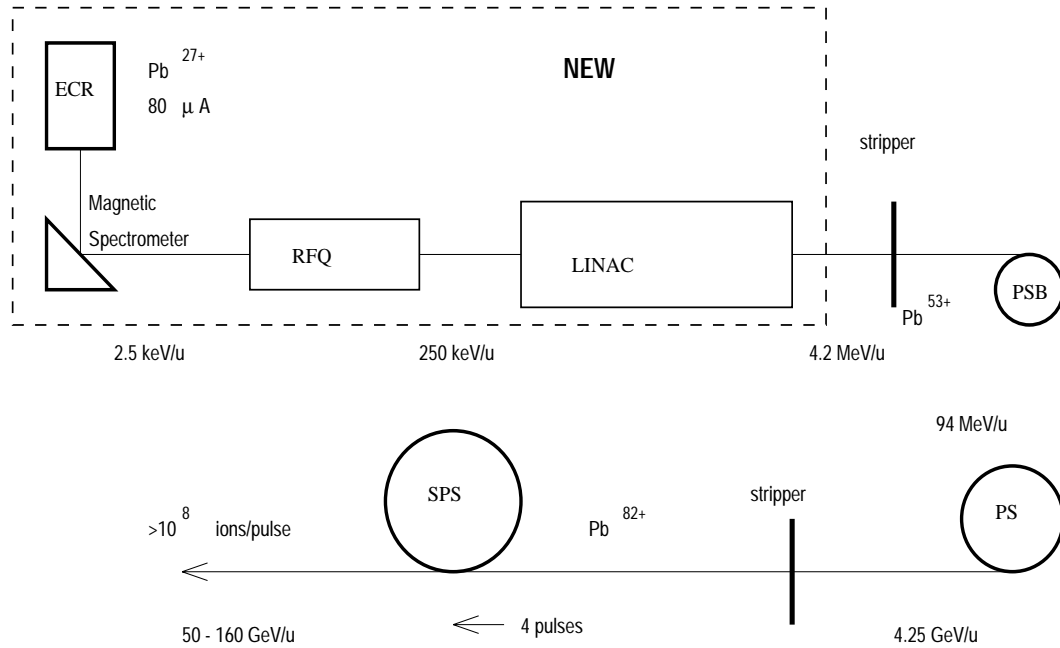 ECR
Pb 27+
80 μ A
NEW
stripper
Magnetic
Spectrometer
RFQ
LINAC
PSB
Pb 53+
2.5 keV/u
250 keV/u
4.2 MeV/u
94 MeV/u
SPS
stripper
PS
>10 8 ions/pulse
Pb 82+
4 pulses
50 - 160 GeV/u
4.25 GeV/u